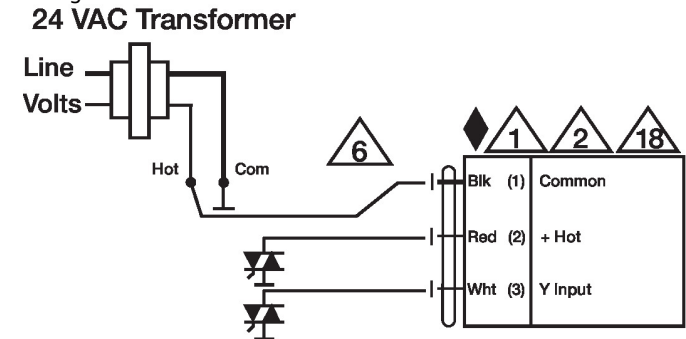 24 VAC Transformer
Line
Volts
Hot
Com
6
1
2
18
Blk (1) Common
Red (2) + Hot
Wht (3) Y Input